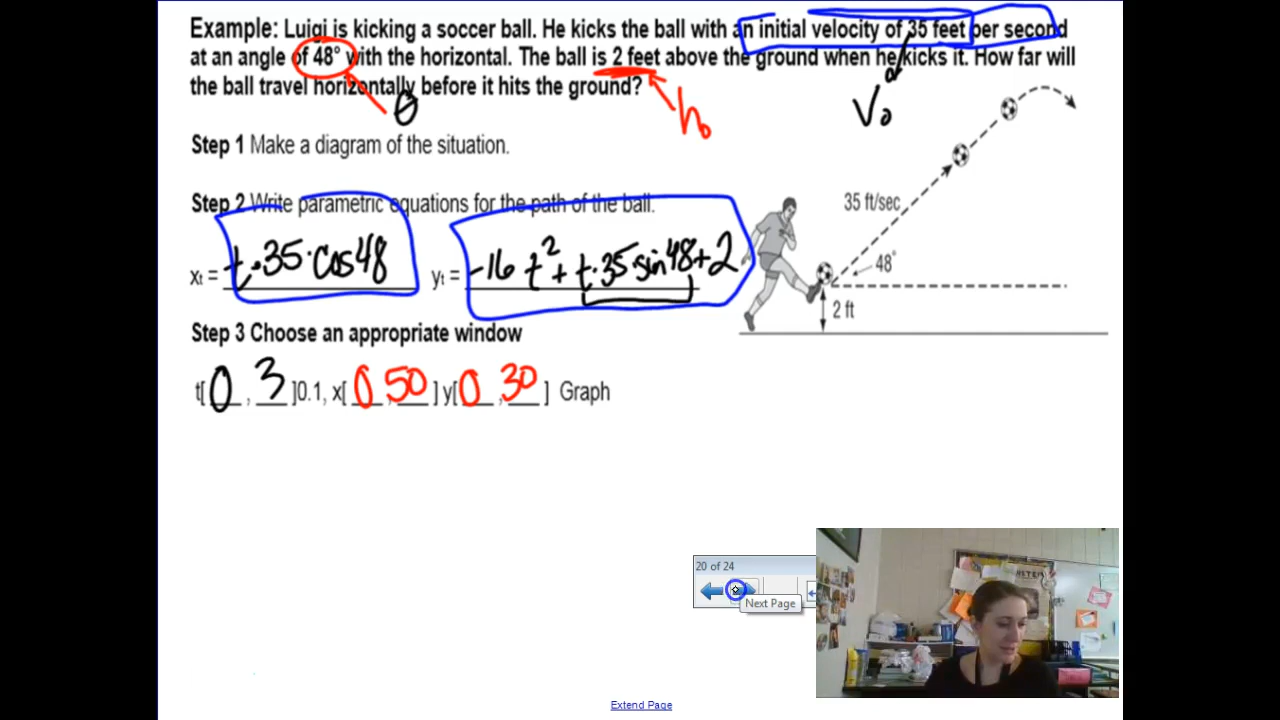 Example: Luigi is kicking a soccer ball. He kicks the ball with an initial velocity of 35 feet per second
at an angle of 48° with the horizontal. The ball is 2 feet above the ground when he kicks it. How far will
the ball travel horizontally before it hits the ground?
θ
h₀
V₀
Step 1 Make a diagram of the situation.
Step 2 Write parametric equations for the path of the ball.
35 ft/sec
xt = t·35·cos48 yt = -16t²+t·35·sin48+2
48°
2 ft
Step 3 Choose an appropriate window
t[0, 3]0.1, x[0,50] y[0,30] Graph
20 of 24
Next Page
Extend Page